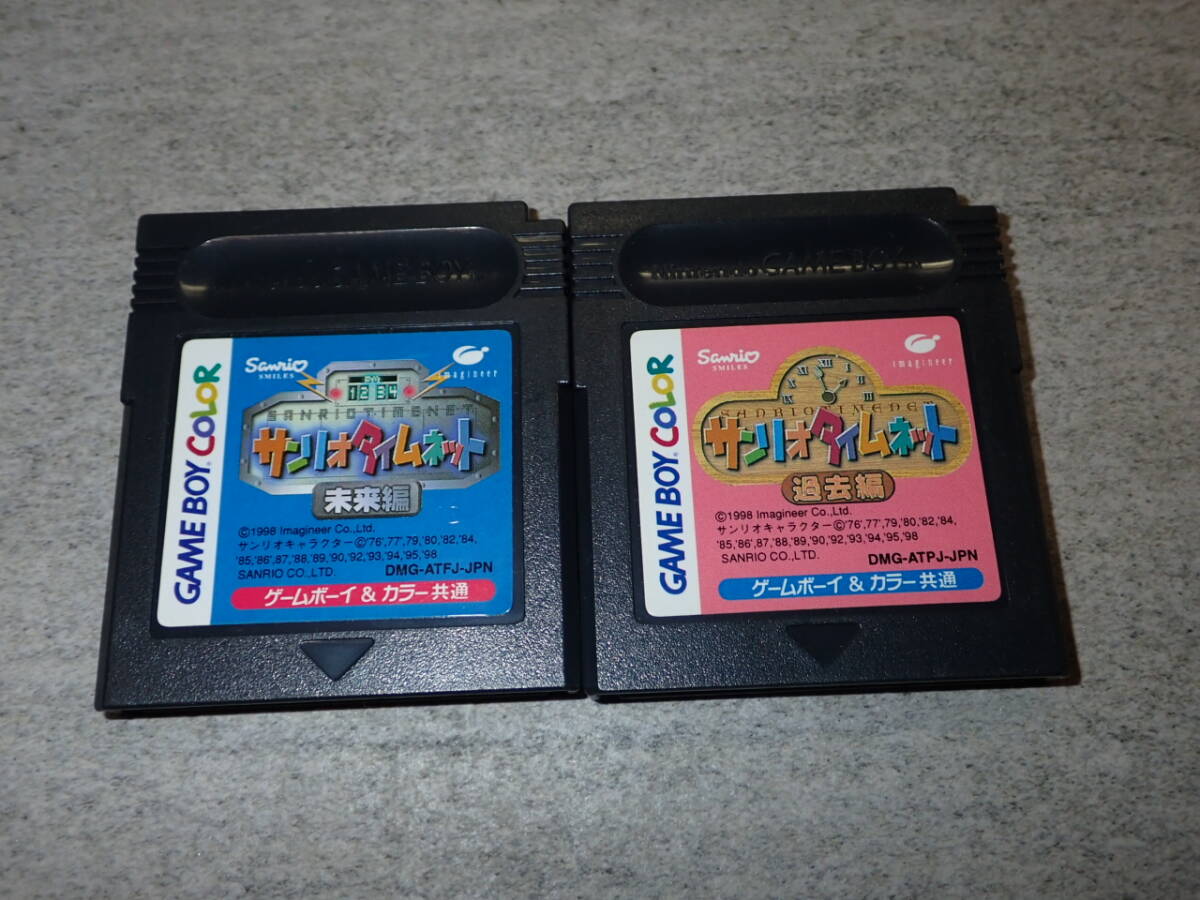 GAME BOY
GAME BOY COLOR
Sanrio
SMILES
imagineer
12:34
SANRIOTIMENET
サンリオタイムネット
未来編
©1998 Imagineer Co.,Ltd.
サンリオキャラクター©'76,'77,'79,'80,'82,'84,
'85,'86,'87,'88,'89,'90,'92,'93,'94,'95,'98
SANRIO CO.,LTD.
DMG-ATFJ-JPN
ゲームボーイ & カラー共通
Nintendo GAME BOY
GAME BOY COLOR
Sanrio
SMILES
imagineer
SANRIOTIMENET
サンリオタイムネット
過去編
©1998 Imagineer Co.,Ltd.
サンリオキャラクター©'76,'77,'79,'80,'82,'84,
'85,'86,'87,'88,'89,'90,'92,'93,'94,'95,'98
SANRIO CO.,LTD.
DMG-ATPJ-JPN
ゲームボーイ & カラー共通